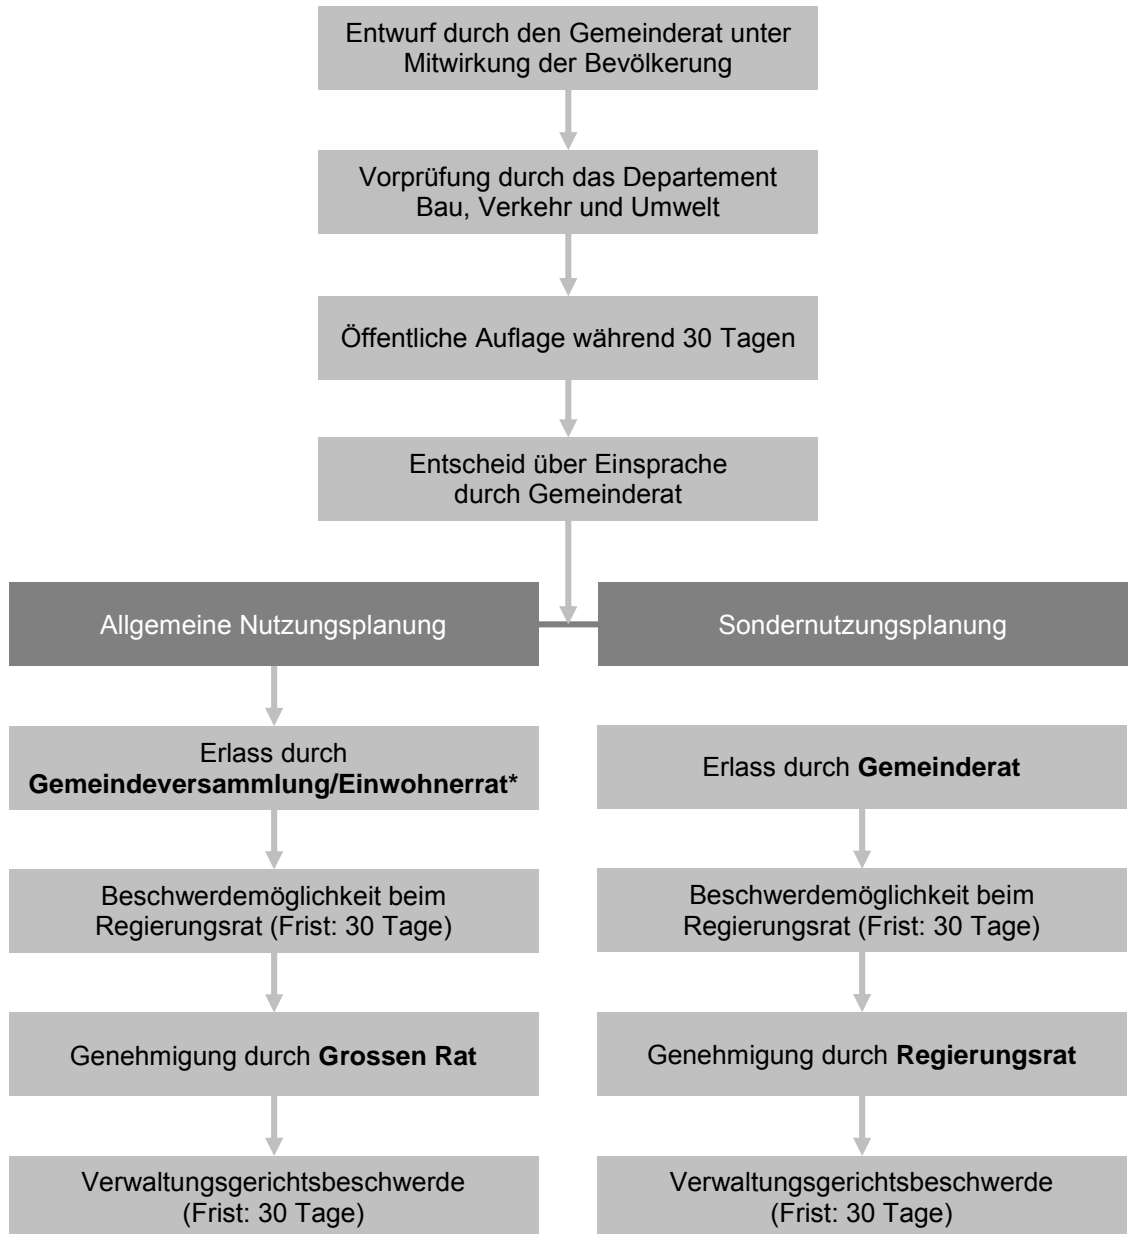 Entwurf durch den Gemeinderat unter
Mitwirkung der Bevölkerung
Vorprüfung durch das Departement
Bau, Verkehr und Umwelt
Öffentliche Auflage während 30 Tagen
Entscheid über Einsprache
durch Gemeinderat
Allgemeine Nutzungsplanung
Sondernutzungsplanung
Erlass durch
Gemeindeversammlung/Einwohnerrat*
Erlass durch Gemeinderat
Beschwerdemöglichkeit beim
Regierungsrat (Frist: 30 Tage)
Beschwerdemöglichkeit beim
Regierungsrat (Frist: 30 Tage)
Genehmigung durch Grossen Rat
Genehmigung durch Regierungsrat
Verwaltungsgerichtsbeschwerde
(Frist: 30 Tage)
Verwaltungsgerichtsbeschwerde
(Frist: 30 Tage)